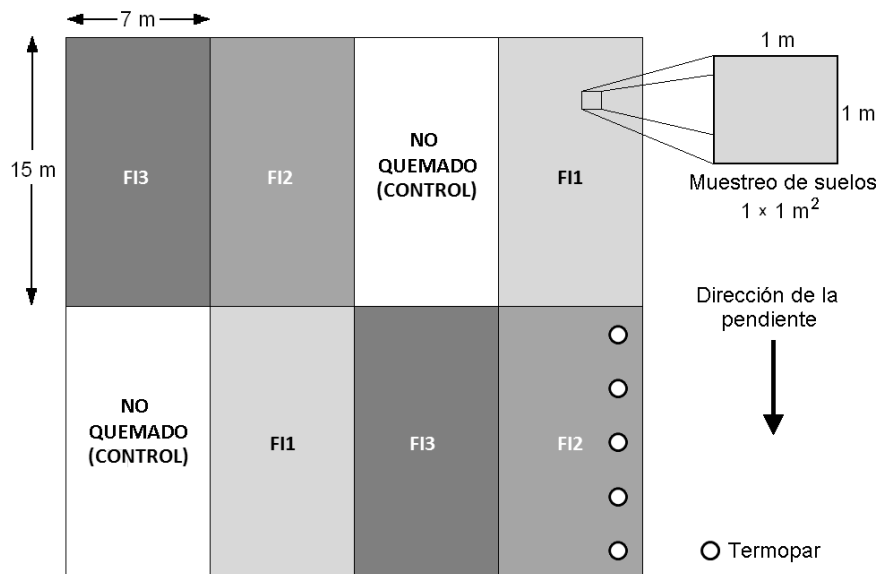 7 m
15 m
FI3
FI2
NO
QUEMADO
(CONTROL)
FI1
1 m
1 m
Muestreo de suelos
1 × 1 m²
Dirección de la
pendiente
NO
QUEMADO
(CONTROL)
FI1
FI3
FI2
Termopar